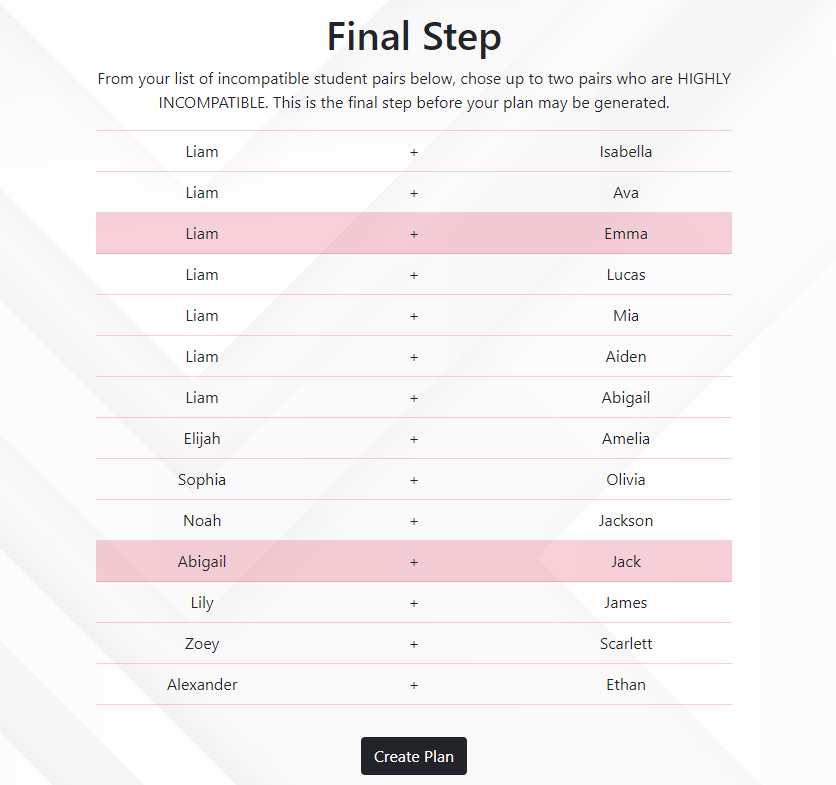 Final Step
From your list of incompatible student pairs below, chose up to two pairs who are HIGHLY
INCOMPATIBLE. This is the final step before your plan may be generated.
Liam + Isabella
Liam + Ava
Liam + Emma
Liam + Lucas
Liam + Mia
Liam + Aiden
Liam + Abigail
Elijah + Amelia
Sophia + Olivia
Noah + Jackson
Abigail + Jack
Lily + James
Zoey + Scarlett
Alexander + Ethan
Create Plan